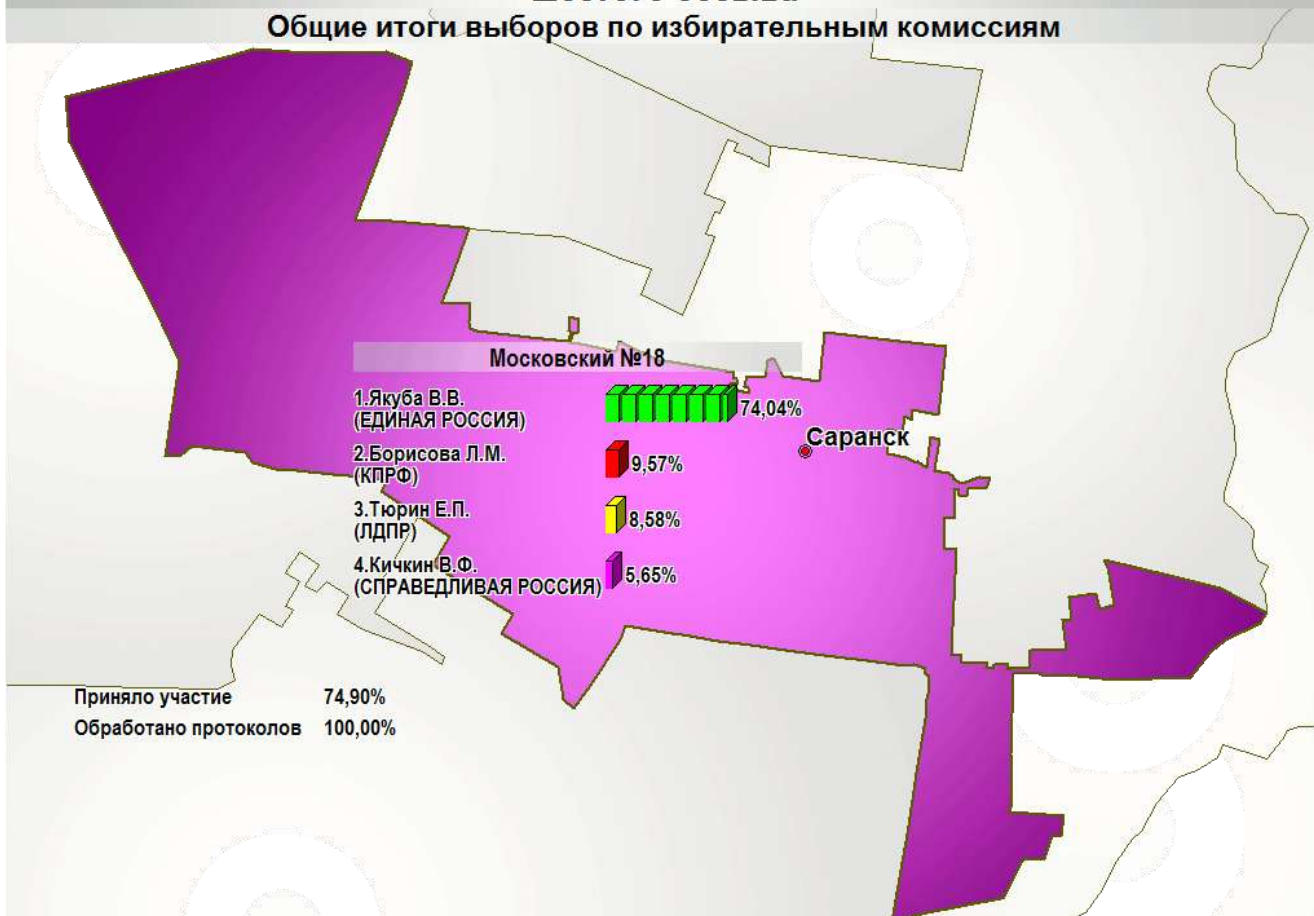 Общие итоги выборов по избирательным комиссиям
Московский №18
1.Якуба В.В.
(ЕДИНАЯ РОССИЯ)
74,04%
2.Борисова Л.М.
(КПРФ)
9,57%
3.Тюрин Е.П.
(ЛДПР)
8,58%
4.Кичкин В.Ф.
(СПРАВЕДЛИВАЯ РОССИЯ)
5,65%
Саранск
Приняло участие 74,90%
Обработано протоколов 100,00%